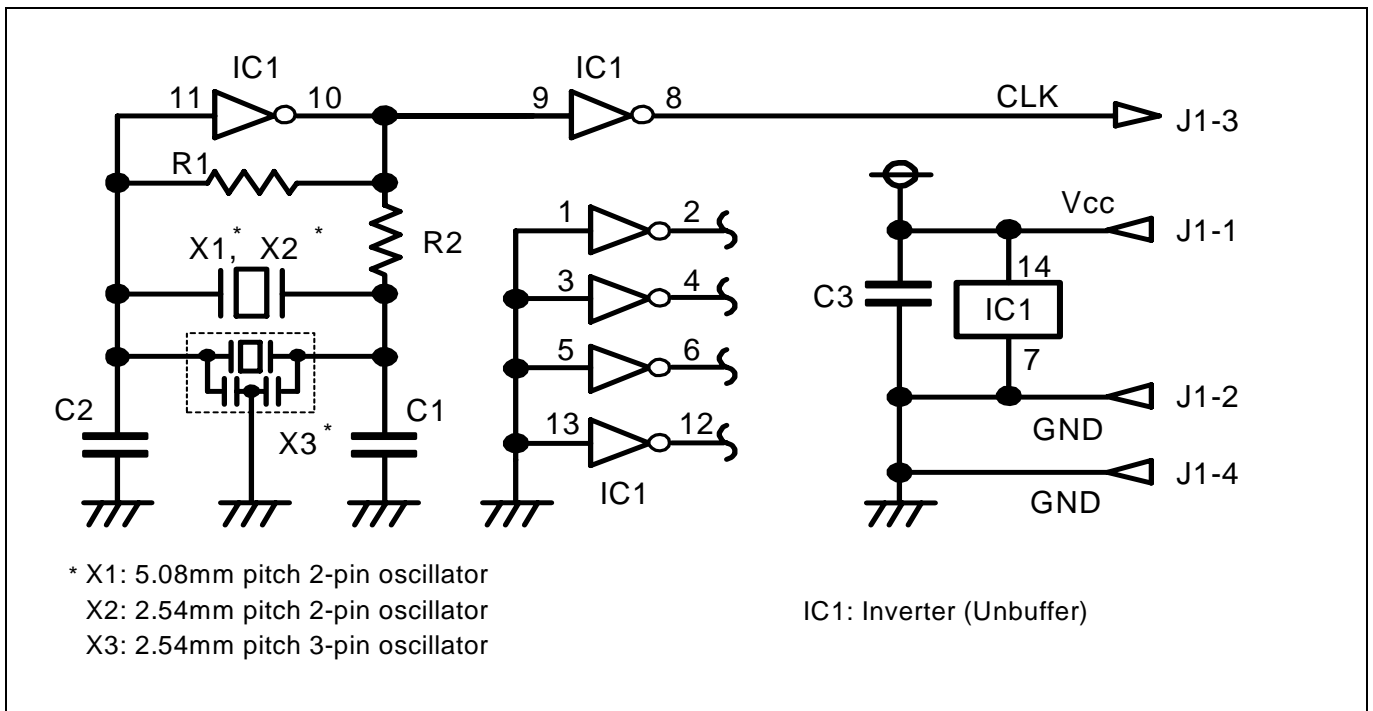 IC1
IC1
11
10
9
8
CLK
J1-3
R1
X1,* X2 *
R2
1
2
Vcc
J1-1
3
4
C3
14
IC1
5
6
7
C2
C1
J1-2
X3 *
13
12
GND
IC1
J1-4
GND
* X1: 5.08mm pitch 2-pin oscillator
X2: 2.54mm pitch 2-pin oscillator
X3: 2.54mm pitch 3-pin oscillator
IC1: Inverter (Unbuffer)